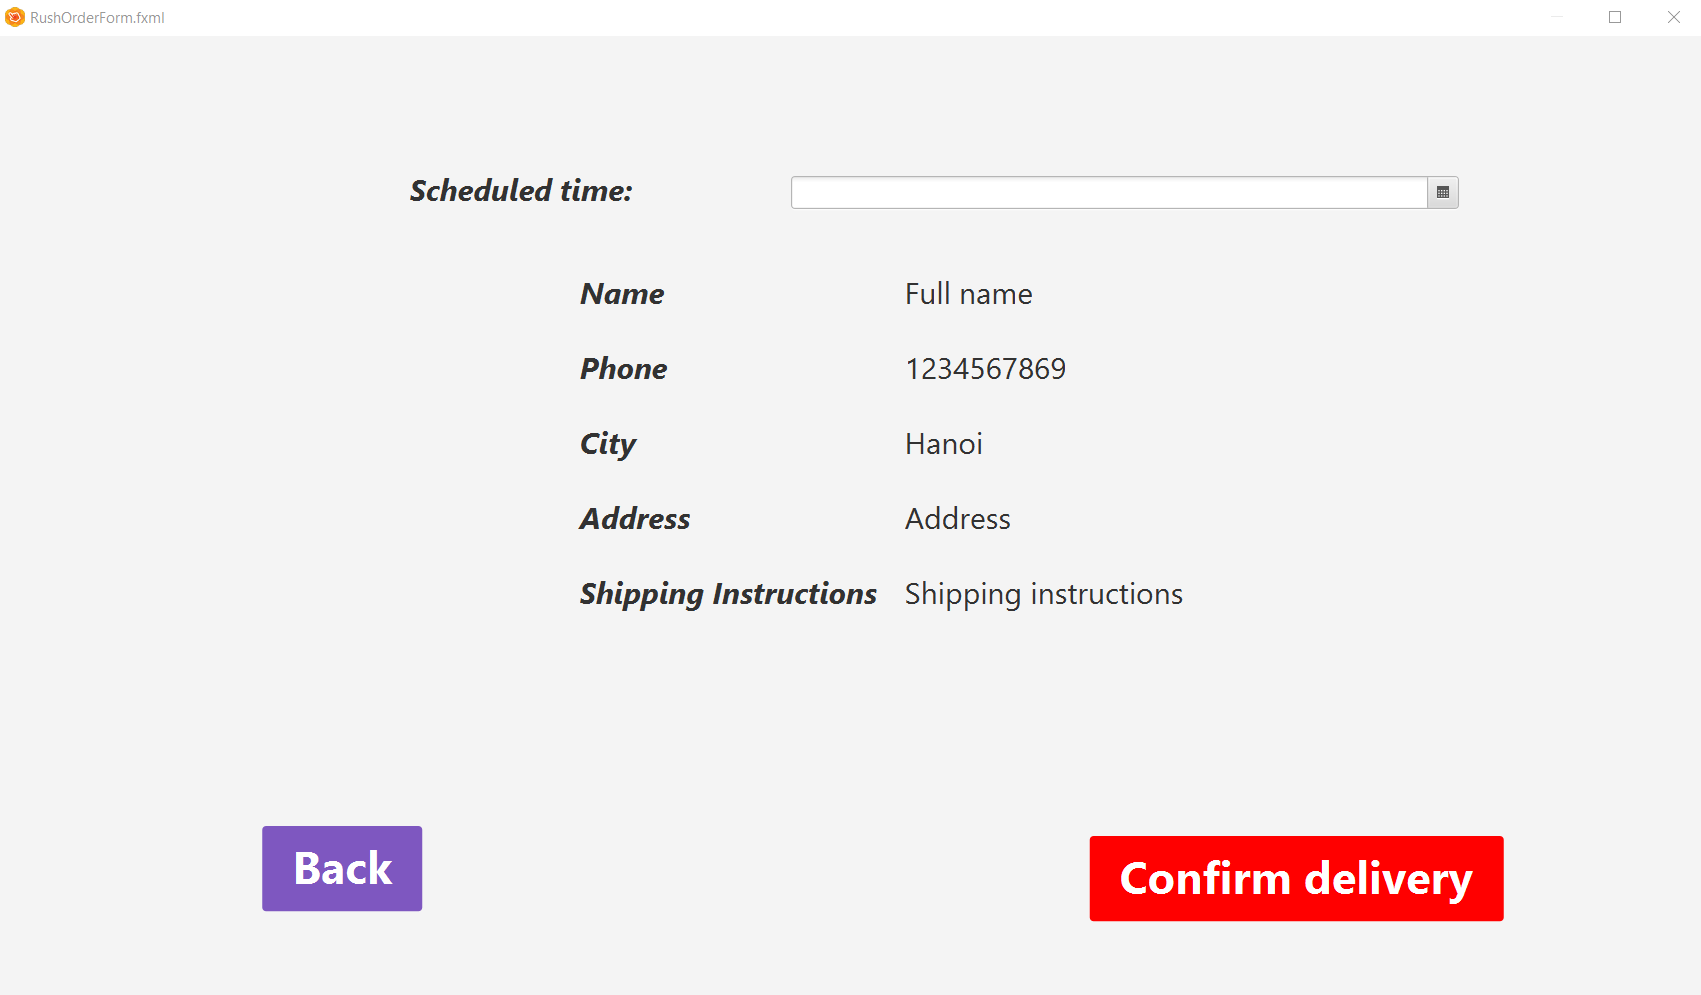 RushOrderForm.fxml
Scheduled time:
Name Full name
Phone 1234567869
City Hanoi
Address Address
Shipping Instructions Shipping instructions
Back
Confirm delivery